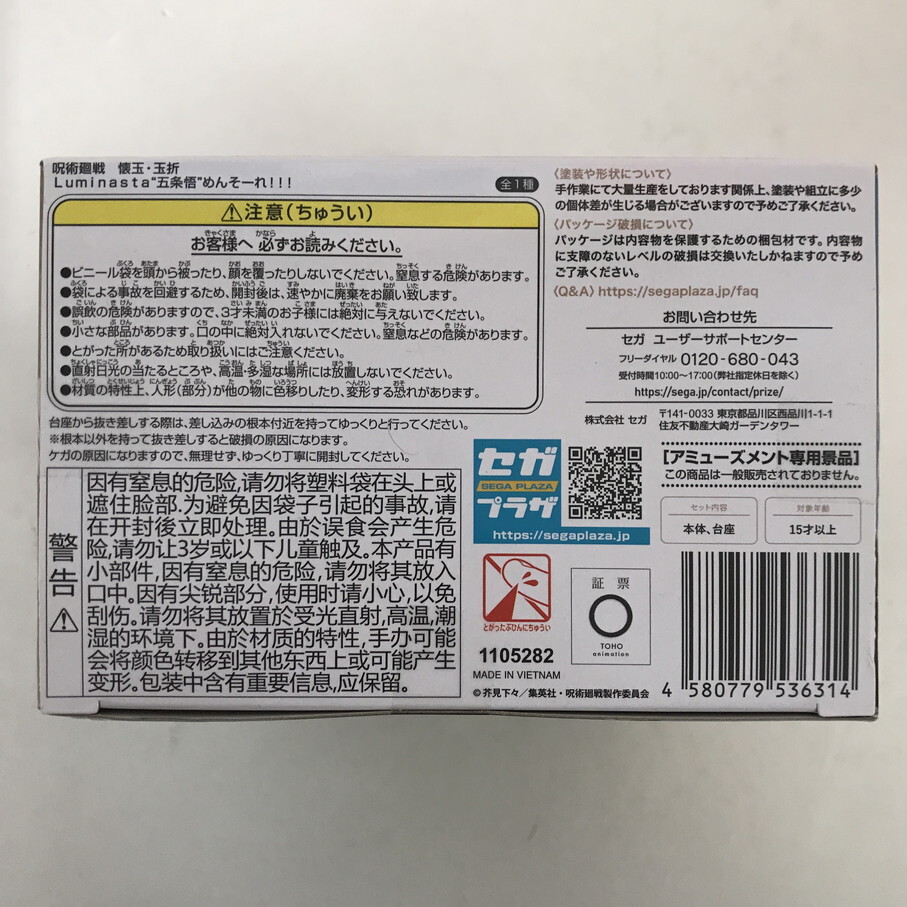 呪術廻戦　懐玉・玉折
Luminasta"五条悟"めんそーれ!!!
全1種
⚠注意(ちゅうい)
お客様へ 必ずお読みください。
●ビニール袋を頭から被ったり、顔を覆ったりしないでください。窒息する危険があります。
●袋による事故を回避するため、開封後は、速やかに廃棄をお願い致します。
●誤飲の危険がありますので、3才未満のお子様には絶対に与えないでください。
●小さな部品があります。口の中に絶対入れないでください。窒息などの危険があります。
●とがった所があるため取り扱いにはご注意ください。
●直射日光の当たるところや、高温・多湿な場所には放置しないでください。
●材質の特性上、人形(部分)が他の物に色移りしたり、変形する恐れがあります。
台座から抜き差しする際は、差し込みの根本付近を持ってゆっくりと行ってください。
※根本以外を持って抜き差しすると破損の原因になります。
ケガの原因になりますので、無理せず、ゆっくり丁寧に開封してください。
警告⚠
因有窒息的危险,请勿将塑料袋在头上或
遮住脸部.为避免因袋子引起的事故,请
在开封後立即处理.由於误食会产生危
险,请勿让3岁或以下儿童触及.本产品有
小部件,因有窒息的危险,请勿将其放入
口中.因有尖锐部分,使用时请小心,以免
刮伤.请勿将其放置於受光直射,高温,潮
湿的环境下.由於材质的特性,手办可能
会将颜色转移到其他东西上或可能产生
变形.包装中含有重要信息,应保留.
〈塗装や形状について〉
手作業にて大量生産をしております関係上、塗装や組立に多少
の個体差が生じる場合がございますので予めご了承ください。
〈パッケージ破損について〉
パッケージは内容物を保護するための梱包材です。内容物
に支障のないレベルの破損は交換いたしかねますので予め
ご了承ください。
〈Q&A〉https://segaplaza.jp/faq
お問い合わせ先
セガ ユーザーサポートセンター
フリーダイヤル 0120-680-043
受付時間10:00〜17:00(弊社指定休日を除く)
https://sega.jp/contact/prize/
株式会社 セガ
〒141-0033 東京都品川区西品川1-1-1
住友不動産大崎ガーデンタワー
セガ
SEGA PLAZA
プラザ
https://segaplaza.jp
[アミューズメント専用景品]
この商品は一般販売されておりません。
セット内容
本体、台座
対象年齢
15才以上
とがったぶひんにちゅうい
証票
TOHO
animation
1105282
MADE IN VIETNAM
©芥見下々／集英社・呪術廻戦製作委員会
4 580779 536314